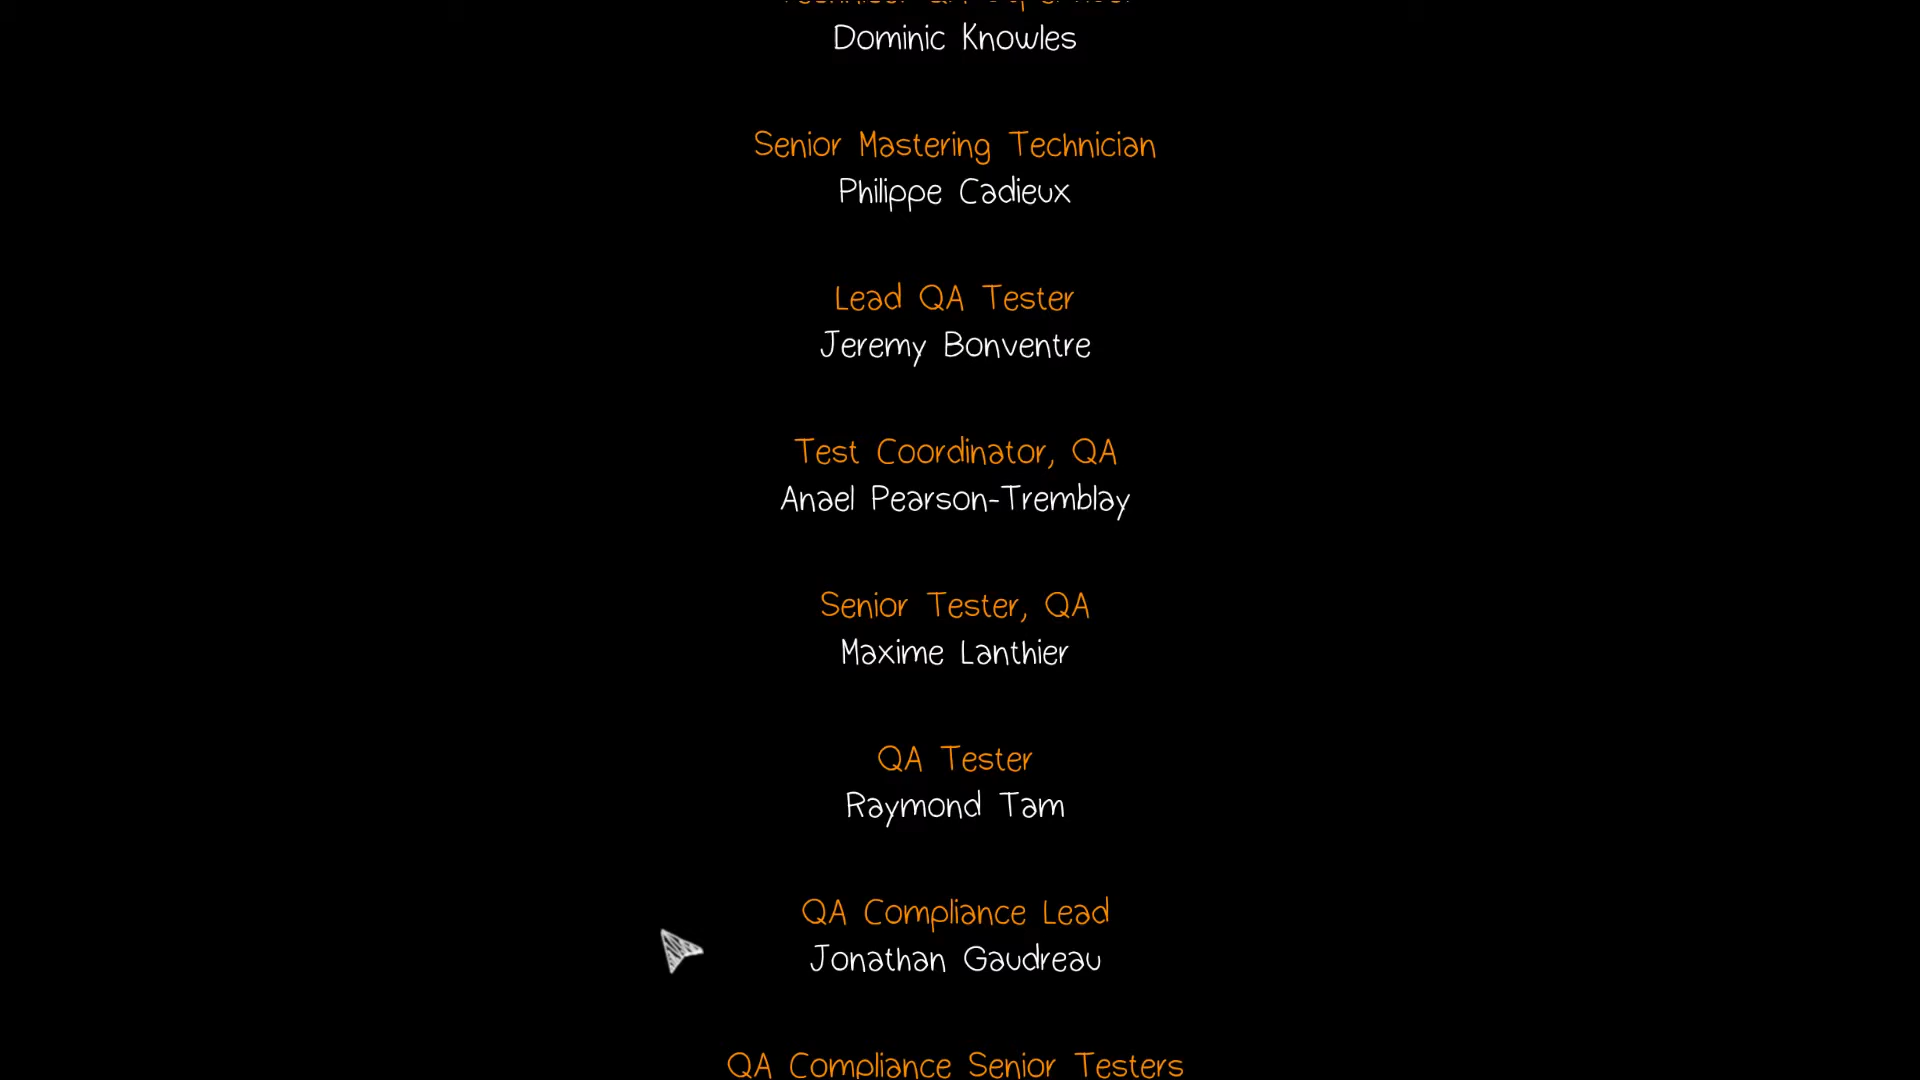 Dominic Knowles
Senior Mastering Technician
Philippe Cadieux
Lead QA Tester
Jeremy Bonventre
Test Coordinator, QA
Anael Pearson-Tremblay
Senior Tester, QA
Maxime Lanthier
QA Tester
Raymond Tam
QA Compliance Lead
Jonathan Gaudreau
QA Compliance Senior Testers